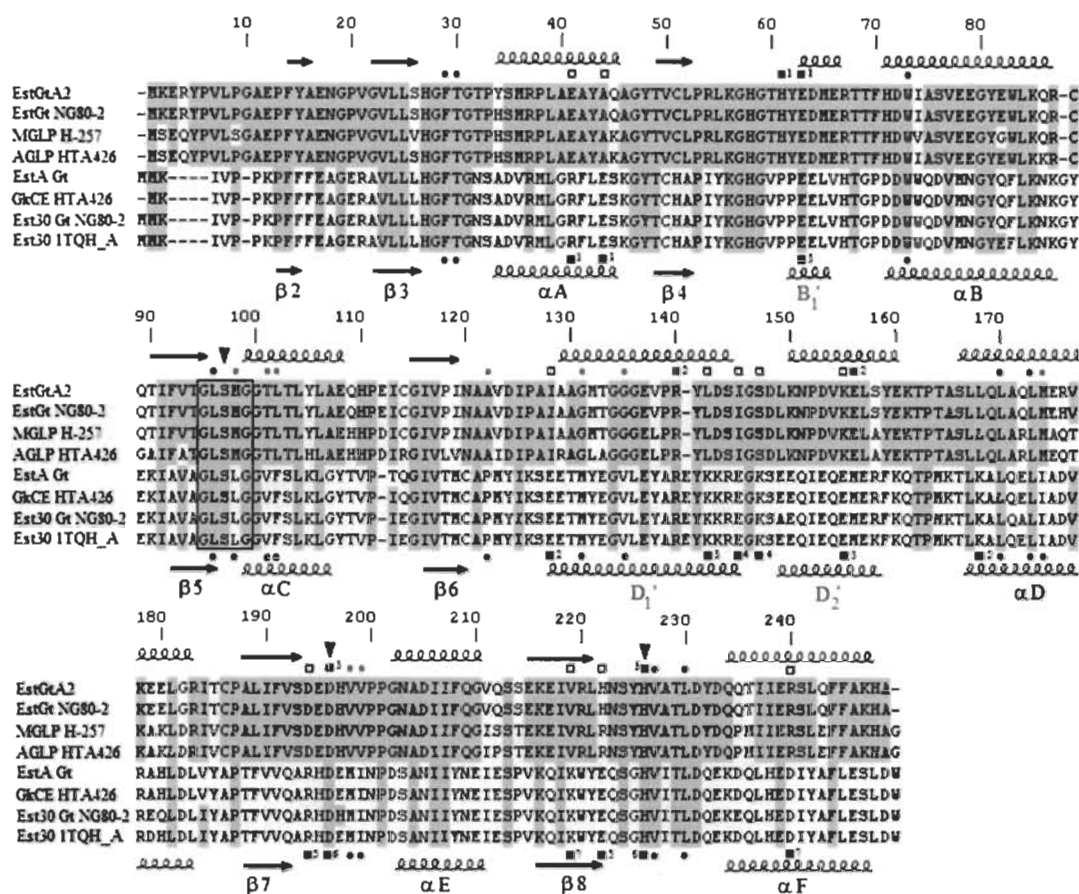 10 20 30 40 50 60 70 80
EstGtA2 -MKERYPVLPGAEPFYAENGPVGVLLSHGFTGTPYSMRPLAEAYAQAGYTVCLPRLKGHGTHYEDMERTTFHDWIASVEEGYEWLKQR-C
EstGt NG80-2 -MKERYPVLPGAEPFYAENGPVGVLLSHGFTGTPHSMRPLAEAYAQAGYTVCLPRLKGHGTHYEDMERTTFHDWIASVEEGYEWLKQR-C
MGLP H-257 -MSEQYPVLSGAEPFYAENGPVGVLLVHGFTGTPHSMRPLAEAYAKAGYTVCLPRLKGHGTHYEDMERTTFHDWVASVEEGYGWLKQR-C
AGLP HTA426 -MSEQYPVLPGAEPFYAENGPVGVLLVHGFTGTPHSMRPLAEAYAKAGYTVCLPRLKGHGTHYEDMERTTFHDWIASVEEGYGWLKKR-C
EstA Gt MMK-----IVP-PKPFFFEAGERAVLLLHGFTGNSADVRMLGRFLESKGYTCHAPIYKGHGVPPEELVHTGPDDWWQDVMNGYQFLKNKGY
GkCE HTA426 -MK-----IVP-PKPFFFEAGERAVLLLHGFTGNSADVRMLGRFLESKGYTCHAPIYKGHGVPPEELVHTGPDDWWQDVMNGYQFLKNKGY
Est30 Gt NG80-2 MMK-----IVP-PKPFFFEAGERAVLLLHGFTGNSADVRMLGRFLESKGYTCHAPIYKGHGVPPEELVHTGPDDWWQDVMNGYEFLKNKGY
Est30 1TQH_A MMK-----IVP-PKPFFFEAGERAVLLLHGFTGNSADVRMLGRFLESKGYTCHAPIYKGHGVPPEELVHTGPDDWWQDVMNGYEFLKNKGY
β2 β3 αA β4 B1' αB
90 100 110 120 130 140 150 160 170
EstGtA2 QTIFVTGLSMGGTLTLYLAEQHPEICGIVPINAAVDIPAIAAGMTGGGEVPR-YLDSIGSDLKNPDVKELSYEKTPTASLLQLAQLMERV
EstGt NG80-2 QTIFVTGLSMGGTLTLYLAEQHPEICGIVPINAAVDIPAIAAGMTGGGEVPR-YLDSIGSDLKNPDVKELSYEKTPTASLLQLAQLMEHV
MGLP H-257 QTIFVTGLSMGGTLTLYLAEHHPDICGIVPINAAVDIPAIAAGMTGGGELPR-YLDSIGSDLKNPDVKELAYEKTPTASLLQLARLMAQT
AGLP HTA426 GAIFATGLSMGGTLTLYLAEHHPDIRGIVLVNAAVDIPAIRAGLAGGGELPR-YLDSIGSDLKNPDVKELAYEKTPTASLLQLARLMEQT
EstA Gt EKIAVAGLSLGGVFSLKLGYTVP-TQGIVTMCAPMYIKSEETMYEGVLEYAREYKKREGKSEEQIEQEMERFKQTPMKTLKALQELIADV
GkCE HTA426 EKIAVAGLSLGGVFSLKLGYTVP-IQGIVTMCAPMYIKSEETMYEGVLEYAREYKKREGKSEEQIEQEMERFKQTPMKTLKALQELIADV
Est30 Gt NG80-2 EKIAVAGLSLGGVFSLKLGYTVP-IEGIVTMCAPMYIKSEETMYEGVLEYAREYKKREGKSAEQIEQEMEKFKQTPMKTLKALQELIADV
Est30 1TQH_A EKIAVAGLSLGGVFSLKLGYTVP-IEGIVTMCAPMYIKSEETMYEGVLEYAREYKKREGKSEEQIEQEMEKFKQTPMKTLKALQELIADV
β5 αC β6 D1' D2' αD
180 190 200 210 220 230 240
EstGtA2 KEELGRITCPALIFVSDEDHVVPPGNADIIFQGVQSSEKEIVRLHNSYHVATLDYDQQTIIERSLQFFAKHA-
EstGt NG80-2 KEELGRITCPALIFVSDEDHVVPPGNADIIFQGVQSSEKEIVRLHNSYHVATLDYDQQTIIERSLQFFAKHA-
MGLP H-257 KAKLDRIVCPALIFVSDEDHVVPPGNADIIFQGISSTEKEIVRLRNSYHVATLDYDQPMIIERSLEFFAKHAG
AGLP HTA426 KAKLDRIVCPALIFVSDEDHVVPPGNADIIFQGIPSTEKEIVRLRNSYHVATLDYDQPTIIERSLEFFAKHAG
EstA Gt RAHLDLVYAPTFVVQARHDEMINPDSANIIYNEIESPVKQIKWYEQSGHVITLDQEKDQLHEDIYAFLESLDW
GkCE HTA426 RAHLDLVYAPTFVVQARHDEMINPDSANIIYNEIESPVKQIKWYEQSGHVITLDQEKDQLHEDIYAFLESLDW
Est30 Gt NG80-2 REQLDLIYAPTFVVQARHDHMINPDSANIIYNEIESPVKQIKWYEQSGHVITLDQEKEQLHEDIYAFLESLDW
Est30 1TQH_A RDHLDLIYAPTFVVQARHDEMINPDSANIIYNEIESPVKQIKWYEQSGHVITLDQEKDQLHEDIYAFLESLDW
β7 αE β8 αF